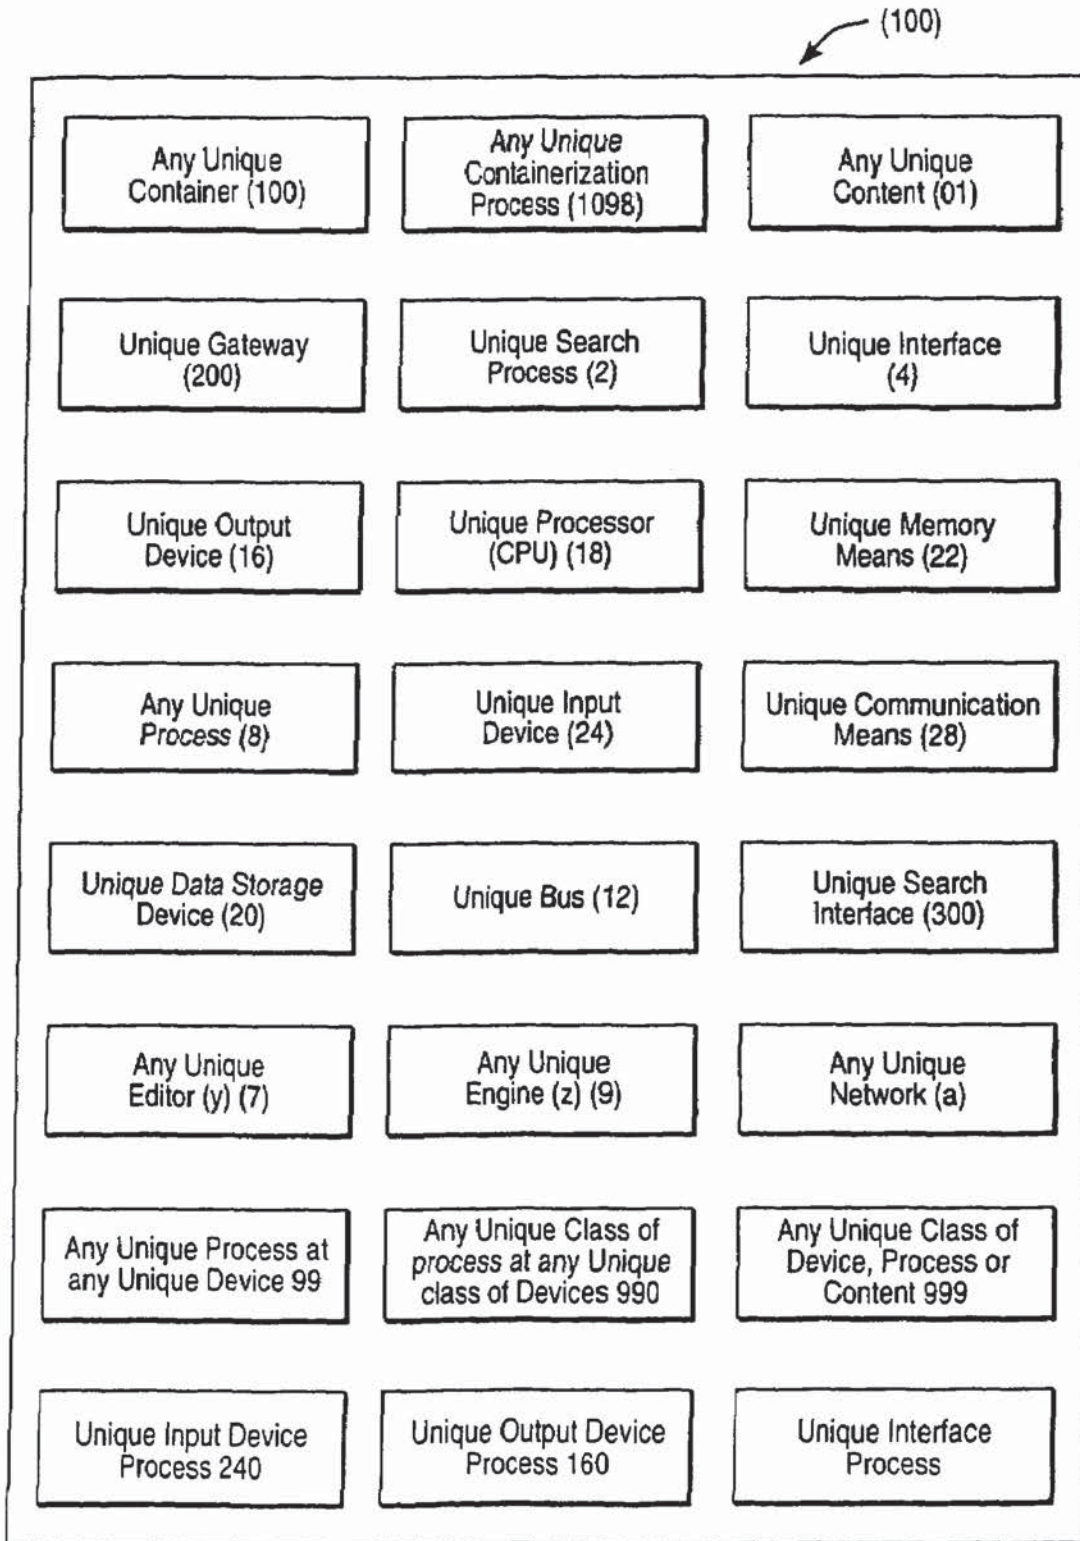 (100)
Any Unique
Container (100)
Any Unique
Containerization
Process (1098)
Any Unique
Content (01)
Unique Gateway
(200)
Unique Search
Process (2)
Unique Interface
(4)
Unique Output
Device (16)
Unique Processor
(CPU) (18)
Unique Memory
Means (22)
Any Unique
Process (8)
Unique Input
Device (24)
Unique Communication
Means (28)
Unique Data Storage
Device (20)
Unique Bus (12)
Unique Search
Interface (300)
Any Unique
Editor (y) (7)
Any Unique
Engine (z) (9)
Any Unique
Network (a)
Any Unique Process at
any Unique Device 99
Any Unique Class of
process at any Unique
class of Devices 990
Any Unique Class of
Device, Process or
Content 999
Unique Input Device
Process 240
Unique Output Device
Process 160
Unique Interface
Process